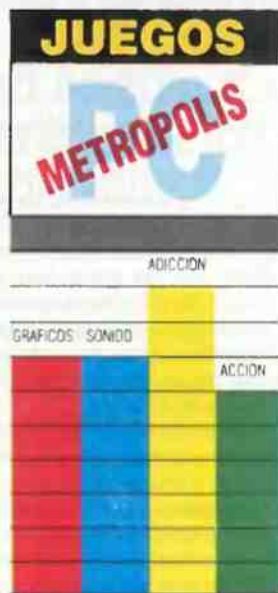 JUEGOS
PC
METROPOLIS
ADICCION
GRAFICOS SONIDO
ACCION